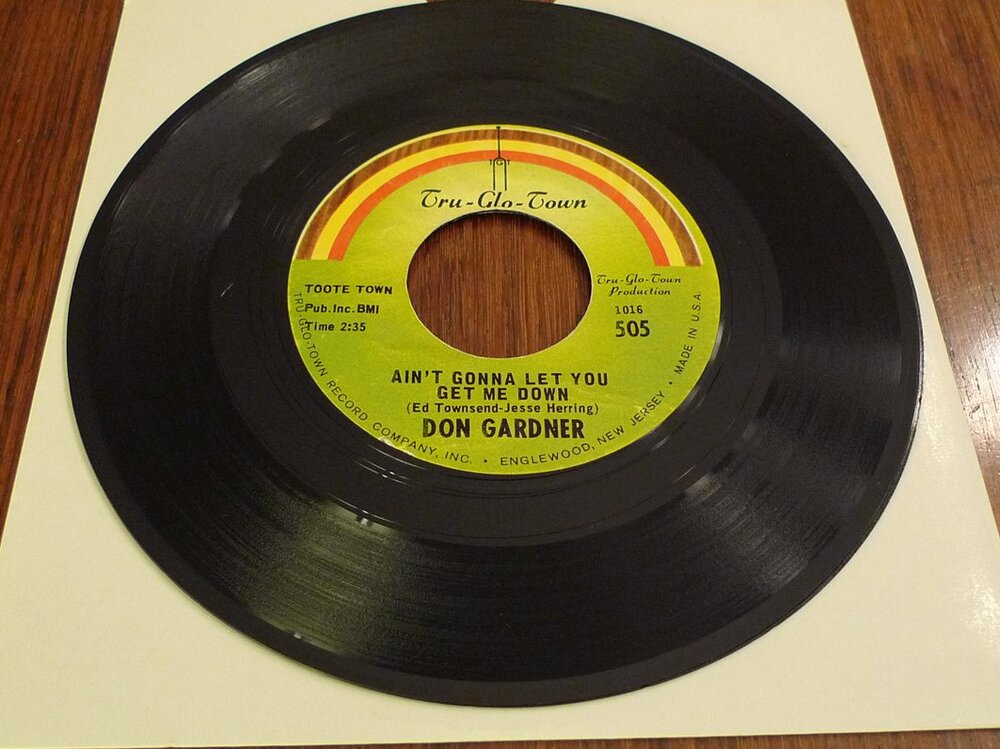 TGT
Tru-Glo-Town
TOOTE TOWN
Pub.Inc.BMI
Time 2:35
Tru-Glo-Town
Production
1016
505
AIN'T GONNA LET YOU
GET ME DOWN
(Ed Townsend-Jesse Herring)
DON GARDNER
TRU-GLO-TOWN RECORD COMPANY, INC. • ENGLEWOOD, NEW JERSEY • MADE IN U.S.A.